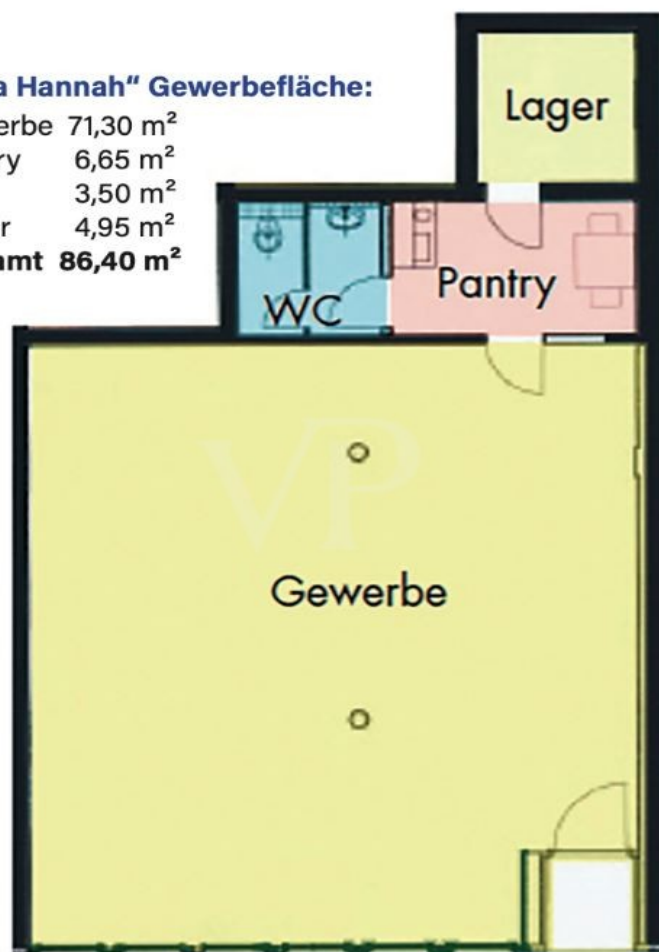 a Hannah“ Gewerbefläche:
erbe 71,30 m²
ry 6,65 m²
3,50 m²
r 4,95 m²
amt 86,40 m²
Lager
WC
Pantry
VP
Gewerbe